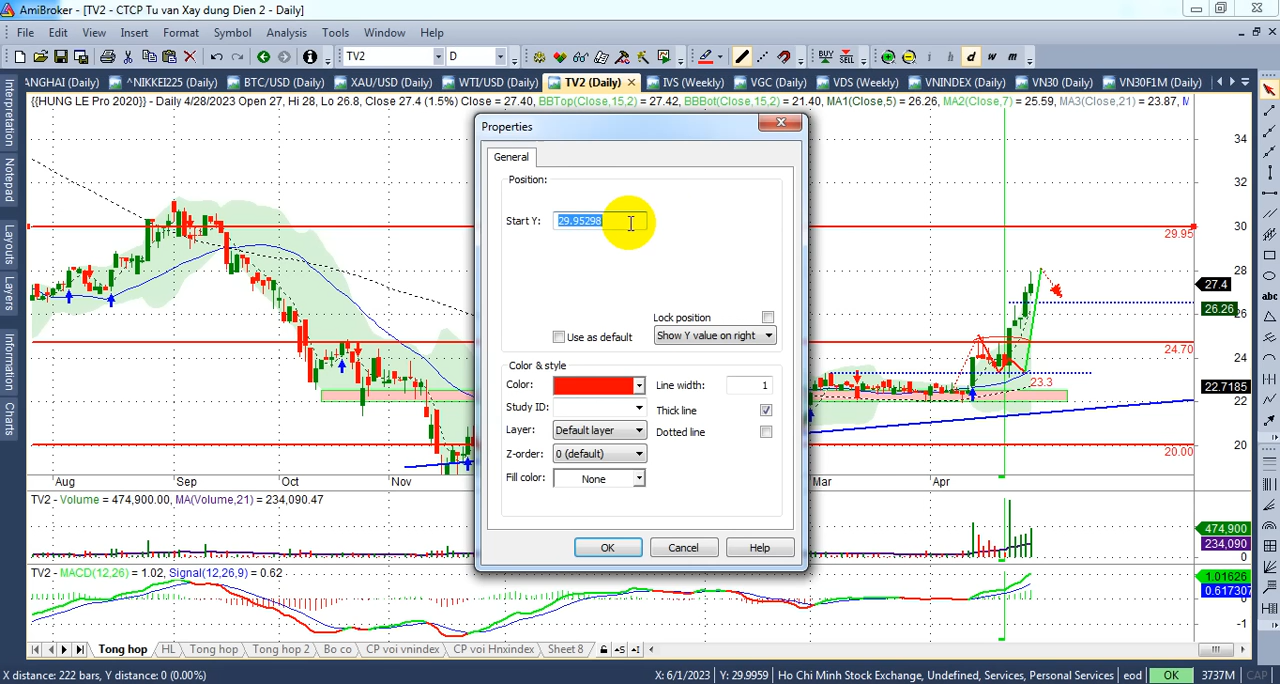 AmiBroker - [TV2 - CTCP Tu van Xay dung Dien 2 - Daily]
File Edit View Insert Format Symbol Analysis Tools Window Help
TV2 D BUY SELL i h d w m
ANGHAI (Daily) ^NIKKEI225 (Daily) BTC/USD (Daily) XAU/USD (Daily) WTI/USD (Daily) TV2 (Daily) IVS (Weekly) VGC (Daily) VDS (Weekly) VNINDEX (Daily) VN30 (Daily) VN30F1M (Daily)
{{HUNG LE Pro 2020}} - Daily 4/28/2023 Open 27, Hi 28, Lo 26.8, Close 27.4 (1.5%) Close = 27.40, BBTop(Close,15,2) = 27.42, BBBot(Close,15,2) = 21.40, MA1(Close,5) = 26.26, MA2(Close,7) = 25.59, MA3(Close,21) = 23.87, M
Interpretation
Notepad
Layouts
Layers
Information
Charts
Properties
General
Position:
Start Y: 29.95298
Lock position
Use as default
Show Y value on right
Color & style
Color:
Line width: 1
Study ID:
Thick line
Layer: Default layer
Dotted line
Z-order: 0 (default)
Fill color: None
OK Cancel Help
34
32
30
29.95
28
27.4
26.26
26
24.70
24
23.3
22.7185
22
20
20.00
abc
Aug Sep Oct Nov Mar Apr
TV2 - Volume = 474,900.00, MA(Volume,21) = 234,090.47
474,900
234,090
0
TV2 - MACD(12,26) = 1.02, Signal(12,26,9) = 0.62
1.01626
0.617307
0
-1
Tong hop HL Tong hop Tong hop 2 Bo co CP voi vnindex CP voi Hnxindex Sheet 8
X distance: 222 bars, Y distance: 0 (0.00%) X: 6/1/2023 Y: 29.9959 Ho Chi Minh Stock Exchange, Undefined, Services, Personal Services eod OK 3737M CAP